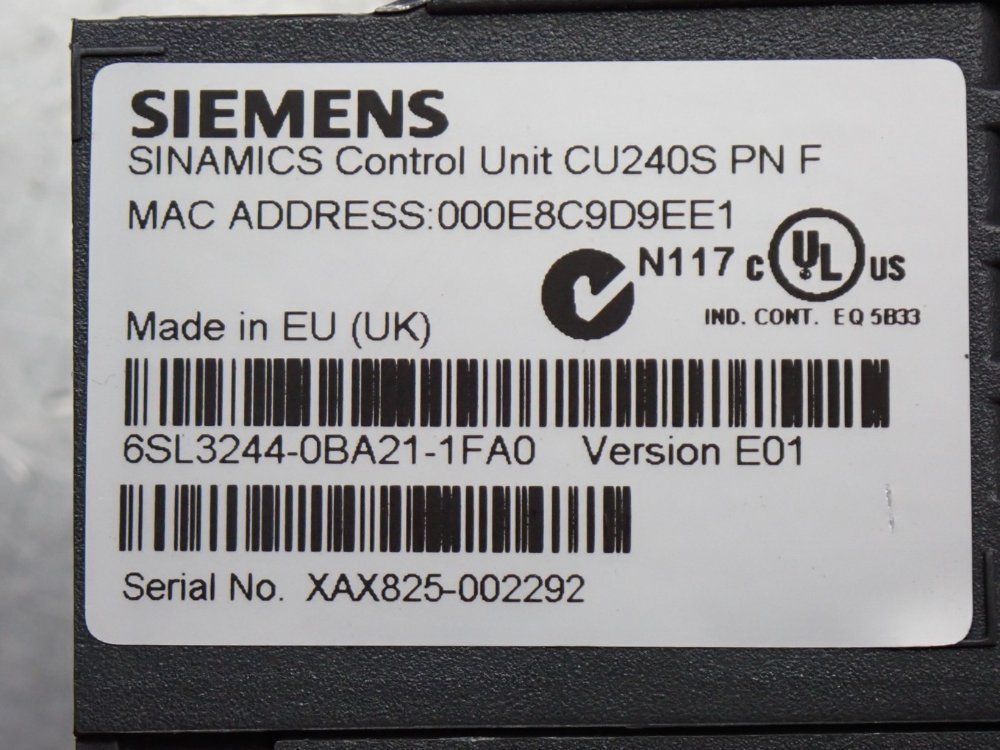 SIEMENS
SINAMICS Control Unit CU240S PN F
MAC ADDRESS:000E8C9D9EE1
N117 c UL US
IND. CONT. EQ 5B33
Made in EU (UK)
6SL3244-0BA21-1FA0 Version E01
Serial No. XAX825-002292